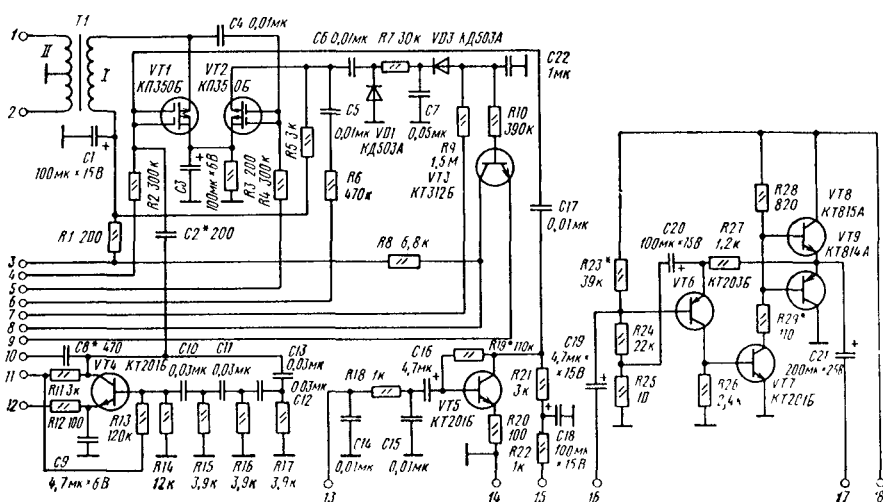 1
II
T1
I
2
C1
100мк×15В
R1 200
C4 0,01мк
VT1
КП350Б
VT2
КП350Б
R2 300к
C3
100мк×6В
R3 200
R4 300к
R5 3к
C2* 200
C6 0,01мк
R7 30к
VD3 КД503А
C22
1мк
C5
0,01мк
VD1
КД503А
C7
0,05мк
R6
470к
R9
1,5М
R10
390к
VT3
КТ312Б
C17
0,01мк
R8 6,8к
3
4
5
6
7
8
9
10
11
12
C8* 470
VT4
КТ201Б
R11 3к
R12 100
C9
4,7мк×6В
R13
120к
C10
0,03мк
C11
0,03мк
C13
0,03мк
0,03мк
C12
R14
12к
R15
3,9к
R16
3,9к
R17
3,9к
13
R18
1к
C14
0,01мк
C15
0,01мк
C16
4,7мк
R19* 110к
VT5
КТ201Б
R20
100
R21
3к
R22
1к
C18
100мк
×15В
14
15
16
C19
4,7мк×
×15В
R23*
39к
R24
22к
R25
10
C20
100мк×15В
VT6
КТ203Б
R27
1,2к
R26
2,4к
VT7
КТ201Б
R28
820
R29*
110
VT8
КТ815А
VT9
КТ814А
C21
200мк×25В
17
18